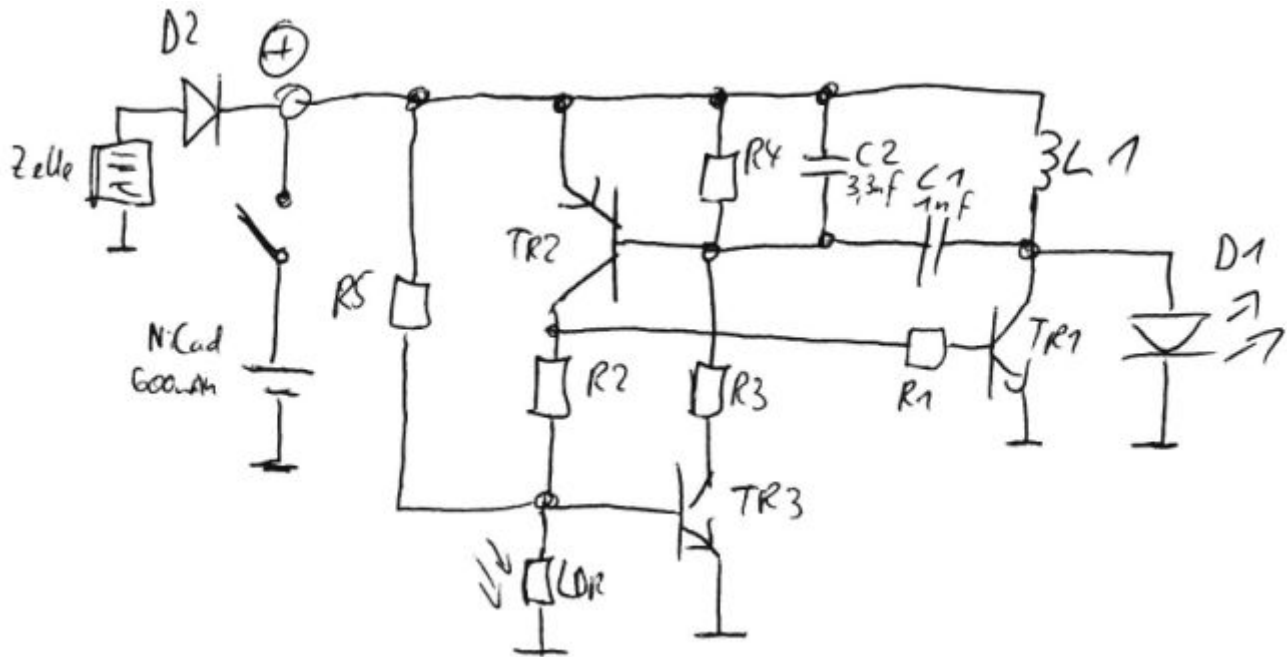 D2
+
Zelle
NiCad
600mAh
R5
TR2
R4
C2
3,3nf
C1
1nf
L1
D1
R2
R3
R1
TR1
TR3
LDR